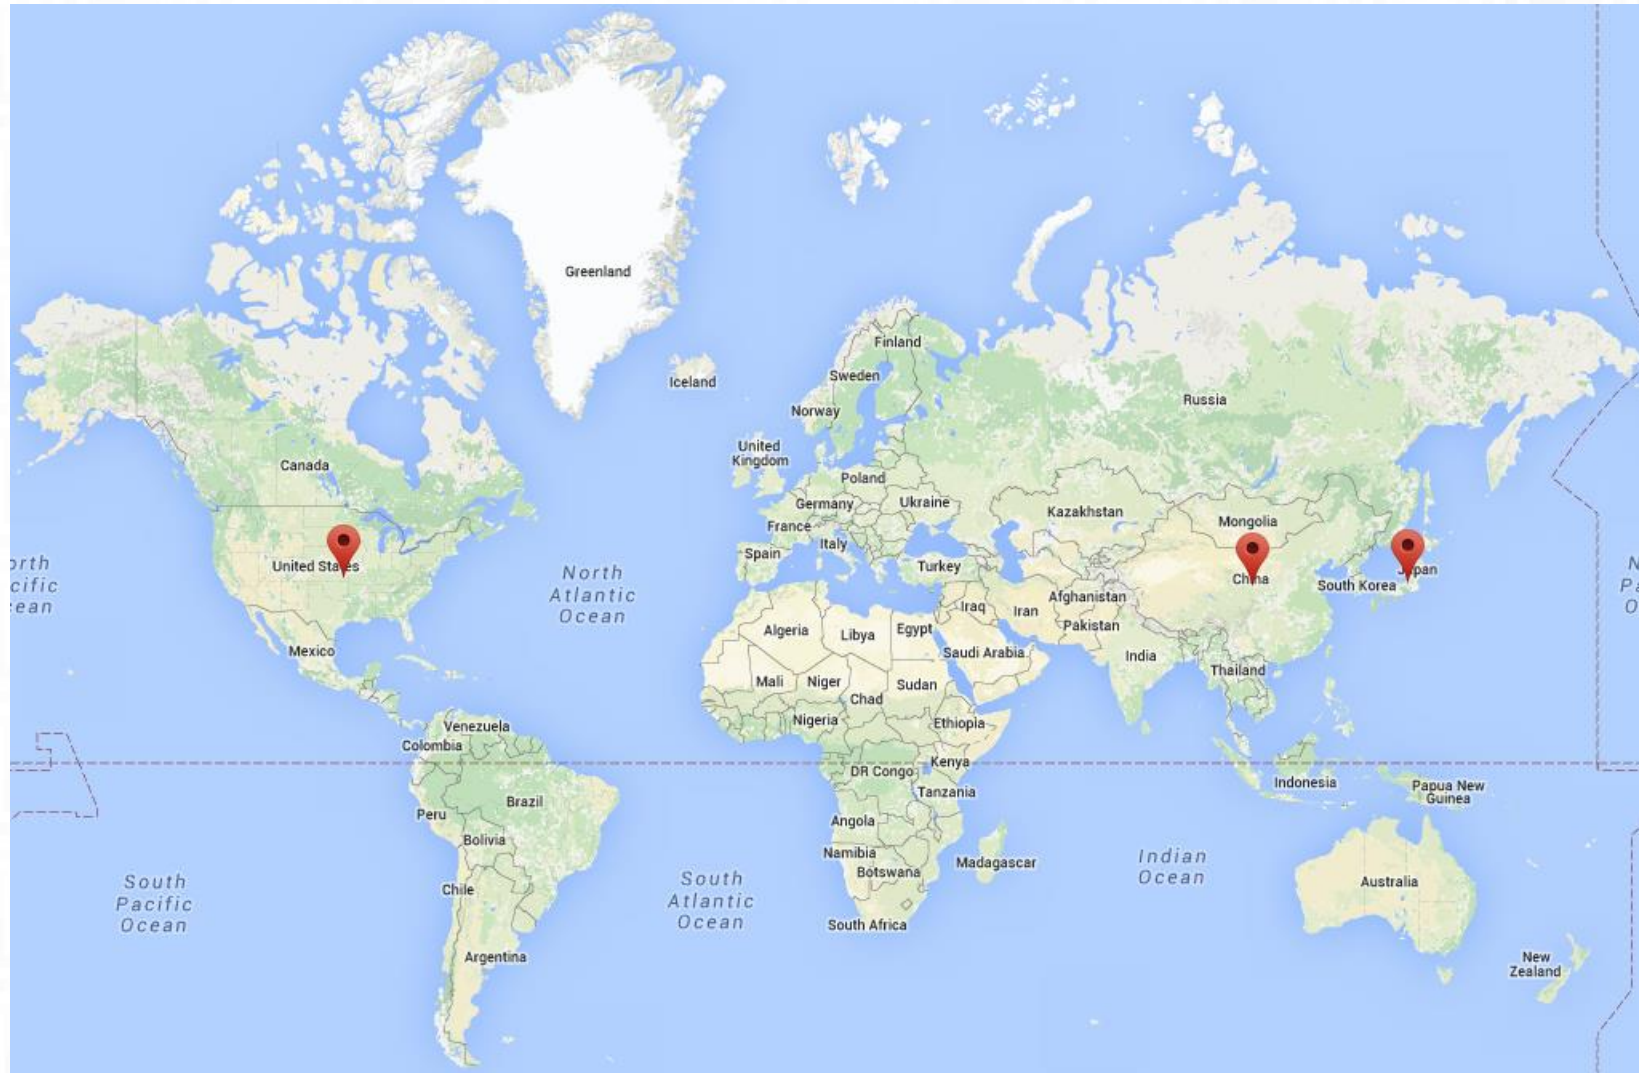 Greenland
Iceland
Finland
Sweden
Norway
Russia
United
Kingdom
Poland
Germany
Ukraine
France
Italy
Spain
Turkey
Kazakhstan
Mongolia
China
Japan
South Korea
Canada
United States
Mexico
North
Atlantic
Ocean
Afghanistan
Iraq
Iran
Pakistan
Algeria
Libya
Egypt
Saudi Arabia
India
Thailand
Mali
Niger
Chad
Sudan
Nigeria
Ethiopia
Venezuela
Colombia
DR Congo
Kenya
Tanzania
Indonesia
Papua New
Guinea
Brazil
Peru
Bolivia
Angola
Namibia
Botswana
Madagascar
Indian
Ocean
Australia
Chile
South
Pacific
Ocean
South
Atlantic
Ocean
South Africa
Argentina
New
Zealand
orth
cific
ean
N
Pa
O